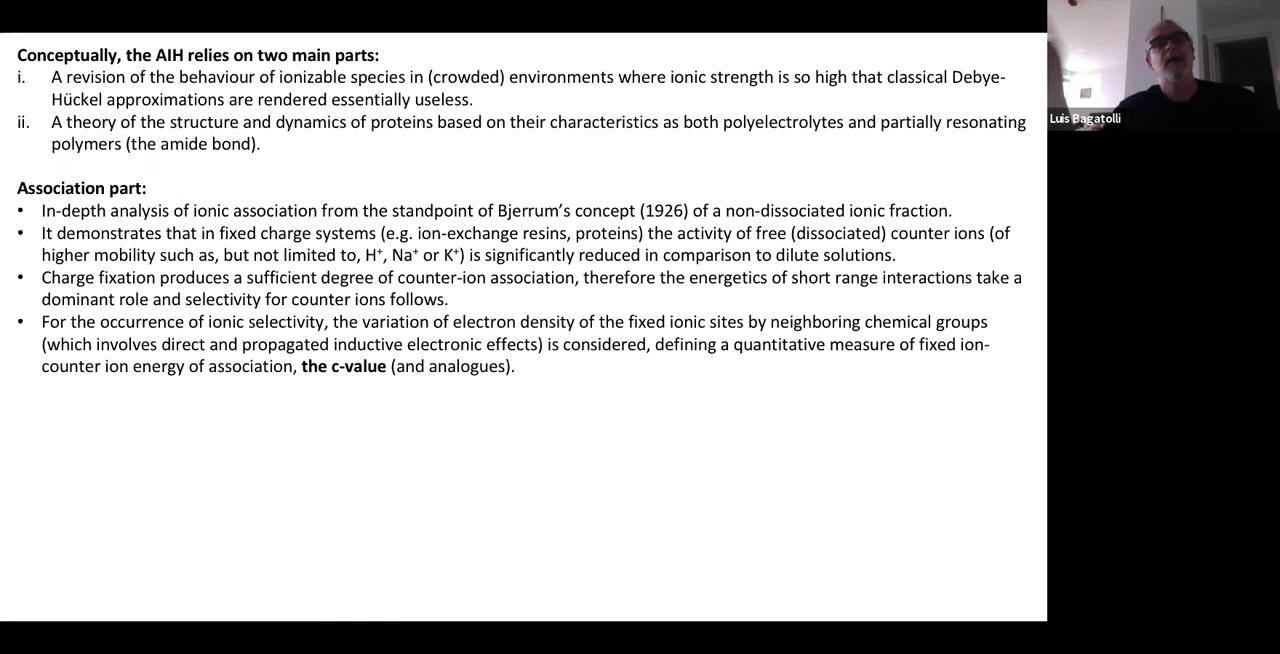 Conceptually, the AIH relies on two main parts:
i. A revision of the behaviour of ionizable species in (crowded) environments where ionic strength is so high that classical Debye-
Hückel approximations are rendered essentially useless.
ii. A theory of the structure and dynamics of proteins based on their characteristics as both polyelectrolytes and partially resonating
polymers (the amide bond).
Association part:
• In-depth analysis of ionic association from the standpoint of Bjerrum’s concept (1926) of a non-dissociated ionic fraction.
• It demonstrates that in fixed charge systems (e.g. ion-exchange resins, proteins) the activity of free (dissociated) counter ions (of
higher mobility such as, but not limited to, H⁺, Na⁺ or K⁺) is significantly reduced in comparison to dilute solutions.
• Charge fixation produces a sufficient degree of counter-ion association, therefore the energetics of short range interactions take a
dominant role and selectivity for counter ions follows.
• For the occurrence of ionic selectivity, the variation of electron density of the fixed ionic sites by neighboring chemical groups
(which involves direct and propagated inductive electronic effects) is considered, defining a quantitative measure of fixed ion-
counter ion energy of association, the c-value (and analogues).
Luis Bagatolli